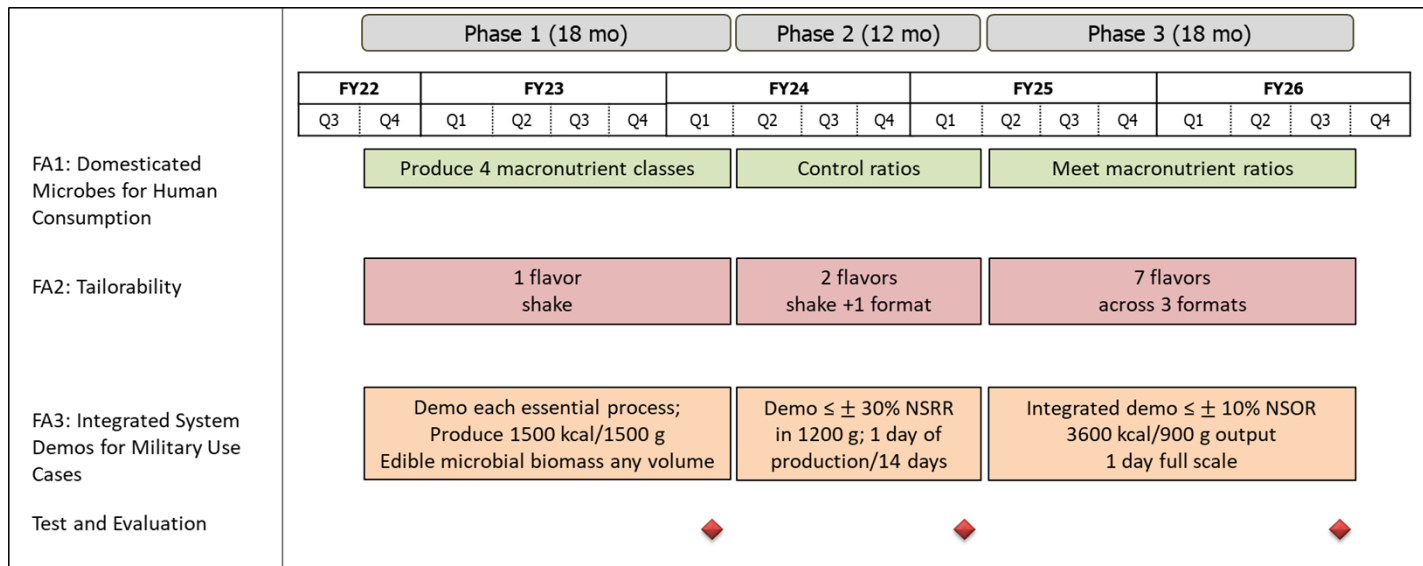 Phase 1 (18 mo) Phase 2 (12 mo) Phase 3 (18 mo)
FY22 FY23 FY24 FY25 FY26
Q3 Q4 Q1 Q2 Q3 Q4 Q1 Q2 Q3 Q4 Q1 Q2 Q3 Q4 Q1 Q2 Q3 Q4
FA1: Domesticated
Microbes for Human
Consumption
Produce 4 macronutrient classes
Control ratios
Meet macronutrient ratios
FA2: Tailorability
1 flavor
shake
2 flavors
shake +1 format
7 flavors
across 3 formats
FA3: Integrated System
Demos for Military Use
Cases
Demo each essential process;
Produce 1500 kcal/1500 g
Edible microbial biomass any volume
Demo ≤ ± 30% NSRR
in 1200 g; 1 day of
production/14 days
Integrated demo ≤ ± 10% NSOR
3600 kcal/900 g output
1 day full scale
Test and Evaluation